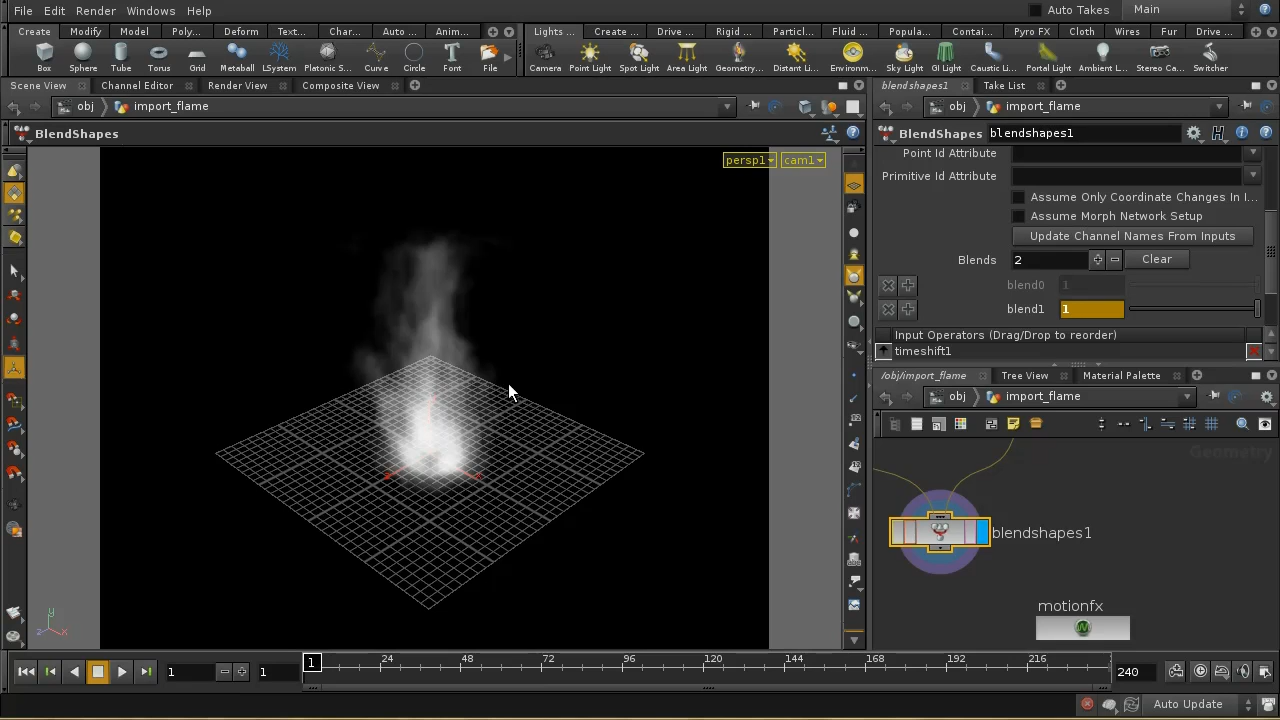 File Edit Render Windows Help Auto Takes Main
Create Modify Model Poly... Deform Text... Char... Auto ... Anim... Lights ... Create ... Drive ... Rigid ... Particl... Fluid ... Popula... Contai... Pyro FX Cloth Wires Fur Drive ...
Box Sphere Tube Torus Grid Metaball LSystem Platonic S... Curve Circle Font File Camera Point Light Spot Light Area Light Geometry... Distant Li... Environm... Sky Light GI Light Caustic Li... Portal Light Ambient L... Stereo Ca... Switcher
Scene View Channel Editor Render View Composite View
obj import_flame
BlendShapes
persp1 cam1
blendshapes1 Take List
obj import_flame
BlendShapes blendshapes1
Point Id Attribute
Primitive Id Attribute
Assume Only Coordinate Changes In I...
Assume Morph Network Setup
Update Channel Names From Inputs
Blends 2 Clear
blend0 1
blend1 1
Input Operators (Drag/Drop to reorder)
timeshift1
/obj/import_flame Tree View Material Palette
obj import_flame
Geometry
blendshapes1
motionfx
y
z x
1 1 1 24 48 72 96 120 144 168 192 216 240
Auto Update